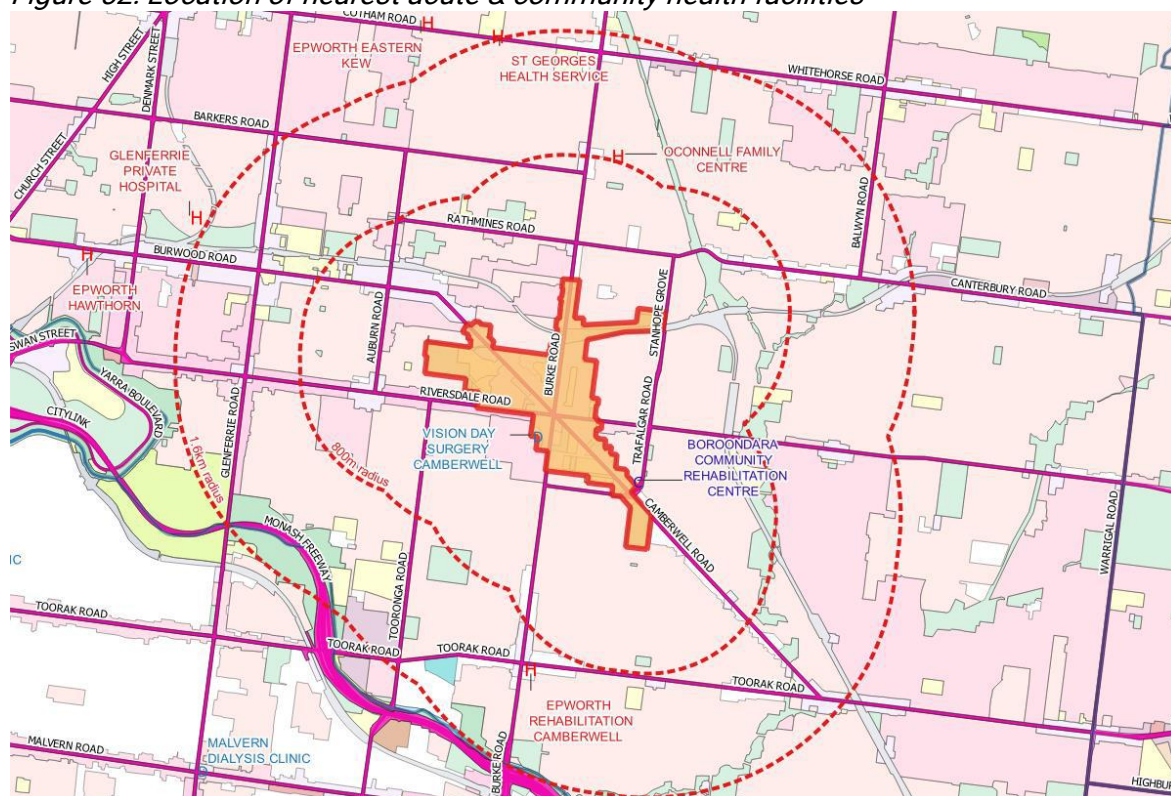 Figure 62: Location of nearest acute & community health facilities
COTHAM ROAD
H
H
HIGH STREET
DENMARK STREET
EPWORTH EASTERN
KEW
ST GEORGES
HEALTH SERVICE
WHITEHORSE ROAD
BARKERS ROAD
CHURCH STREET
GLENFERRIE
PRIVATE
HOSPITAL
H
H
OCONNELL FAMILY
CENTRE
BALWYN ROAD
RATHMINES ROAD
BURWOOD ROAD
H
EPWORTH
HAWTHORN
CANTERBURY ROAD
STANHOPE GROVE
SWAN STREET
AUBURN ROAD
BURKE ROAD
YARRA BOULEVARD
CITYLINK
GLENFERRIE ROAD
RIVERSDALE ROAD
TRAFALGAR ROAD
VISION DAY
SURGERY
CAMBERWELL
BOROONDARA
COMMUNITY
REHABILITATION
CENTRE
1.6km radius
800m radius
CAMBERWELL ROAD
WARRIGAL ROAD
MONASH FREEWAY
IC
TOORONGA ROAD
TOORAK ROAD
TOORAK ROAD
TOORAK ROAD
TOORAK ROAD
H
EPWORTH
REHABILITATION
CAMBERWELL
MALVERN ROAD
MALVERN
DIALYSIS CLINIC
BURKE ROAD
HIGHBU